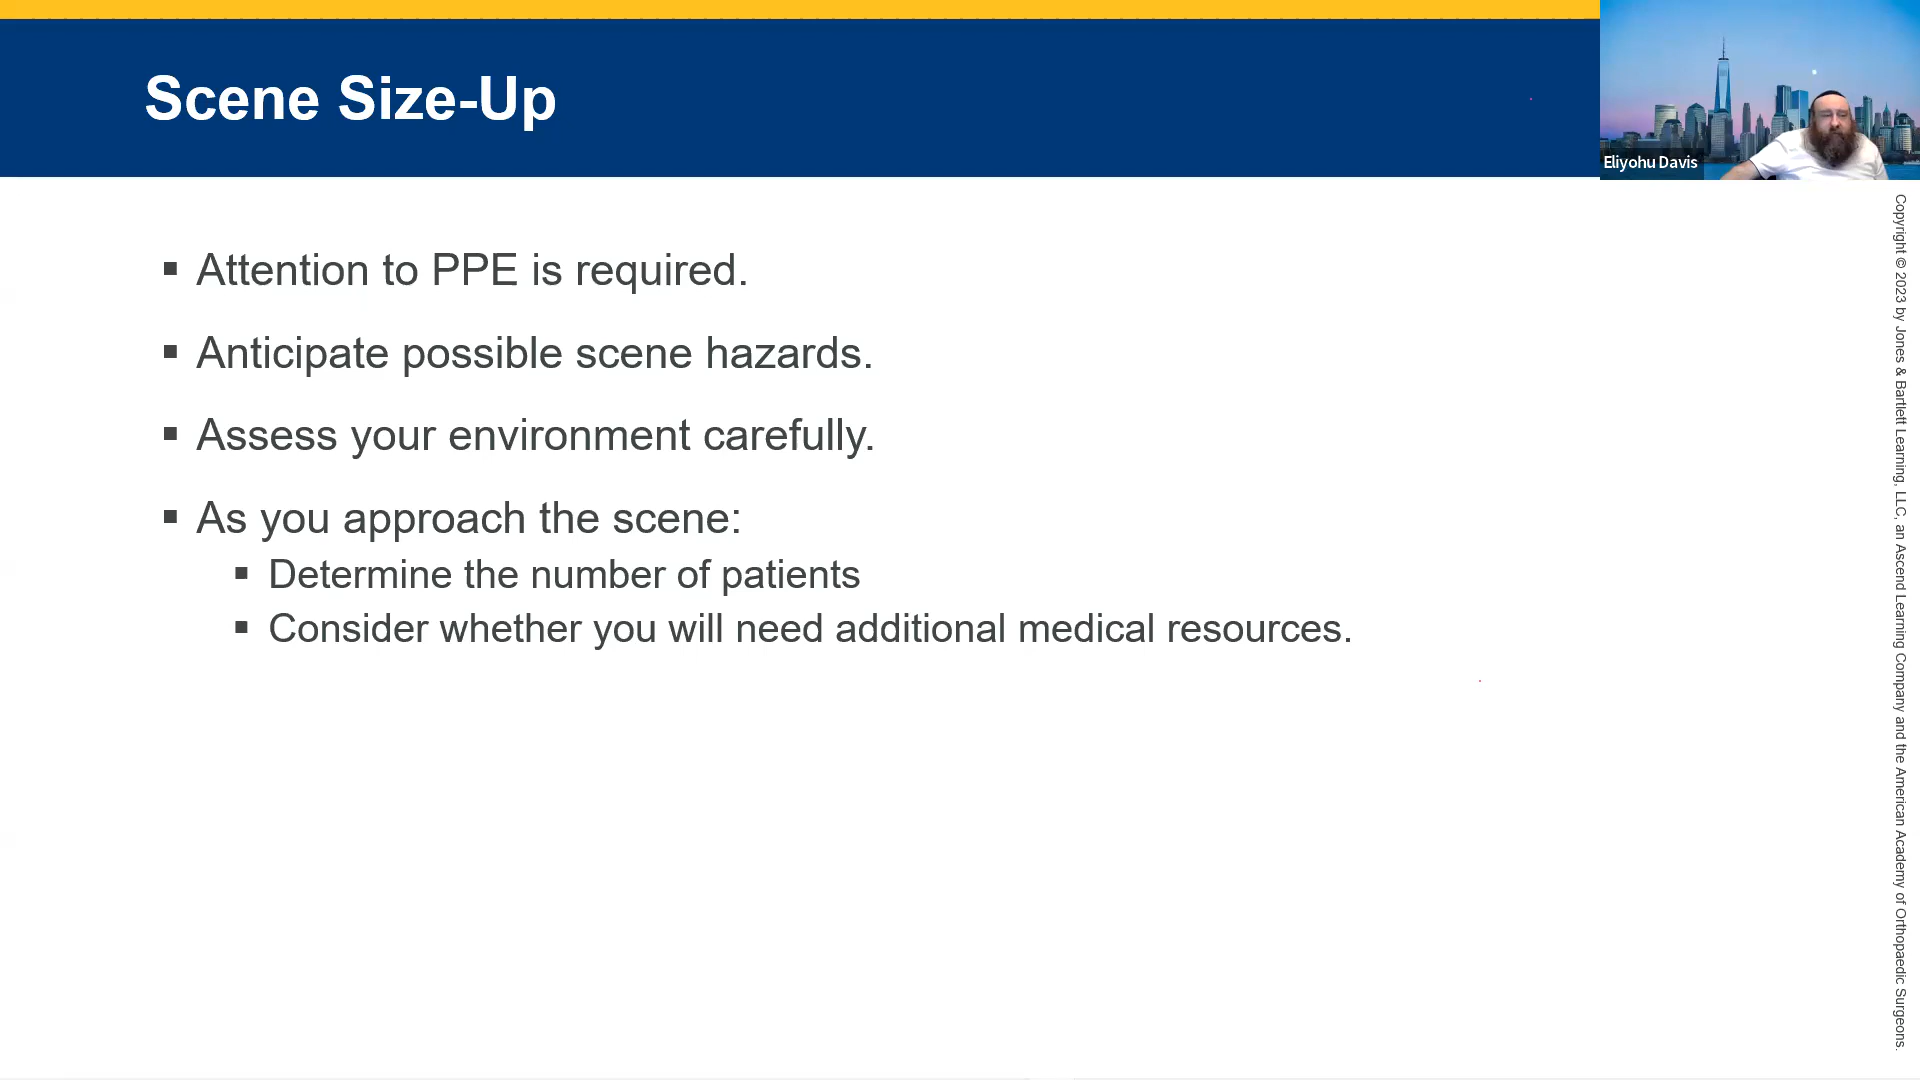 Scene Size-Up
Eliyohu Davis
▪ Attention to PPE is required.
▪ Anticipate possible scene hazards.
▪ Assess your environment carefully.
▪ As you approach the scene:
▪ Determine the number of patients
▪ Consider whether you will need additional medical resources.
Copyright © 2023 by Jones & Bartlett Learning, LLC, an Ascend Learning Company and the American Academy of Orthopaedic Surgeons.